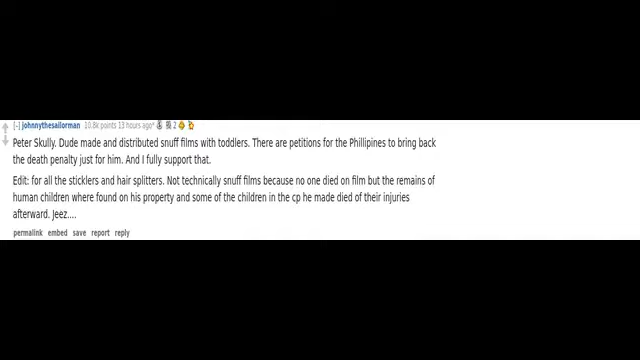 [-] johnnythesailorman 10.8k points 13 hours ago* 2
Peter Skully. Dude made and distributed snuff films with toddlers. There are petitions for the Phillipines to bring back
the death penalty just for him. And I fully support that.
Edit: for all the sticklers and hair splitters. Not technically snuff films because no one died on film but the remains of
human children where found on his property and some of the children in the cp he made died of their injuries
afterward. Jeez....
permalink embed save report reply